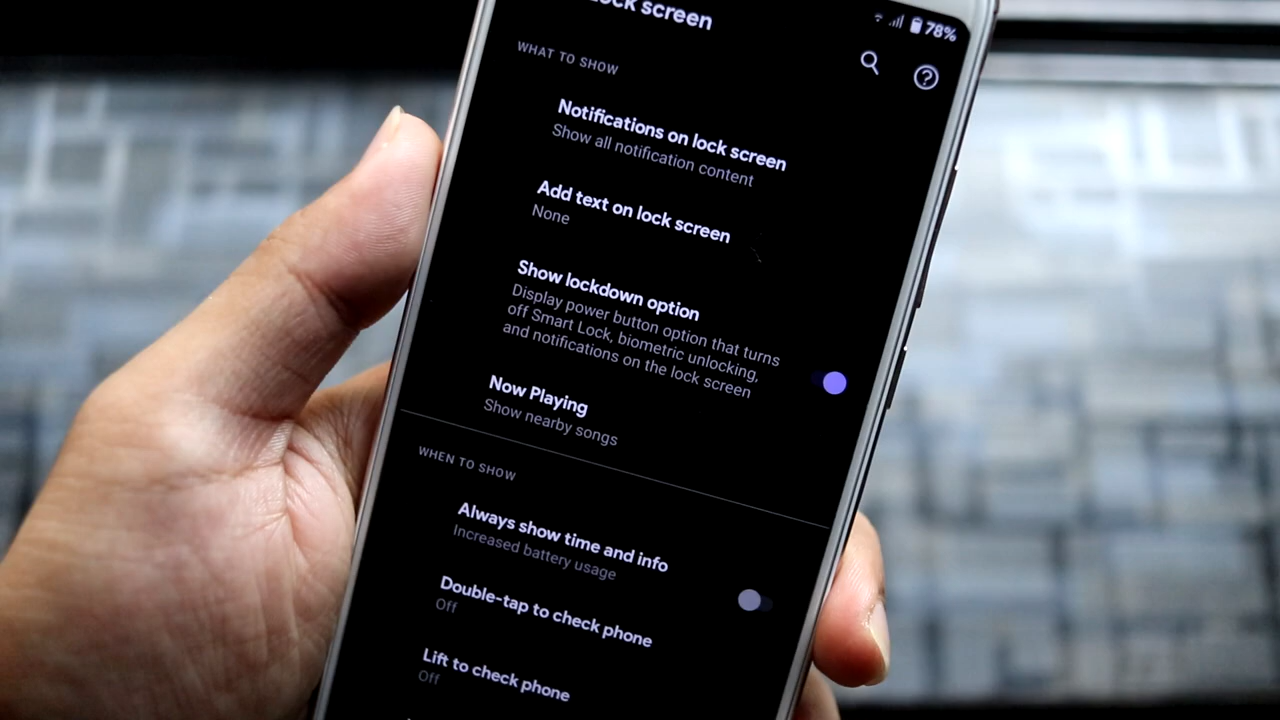 78%
lock screen
WHAT TO SHOW
Notifications on lock screen
Show all notification content
Add text on lock screen
None
Show lockdown option
Display power button option that turns
off Smart Lock, biometric unlocking,
and notifications on the lock screen
Now Playing
Show nearby songs
WHEN TO SHOW
Always show time and info
Increased battery usage
Double-tap to check phone
Off
Lift to check phone
Off